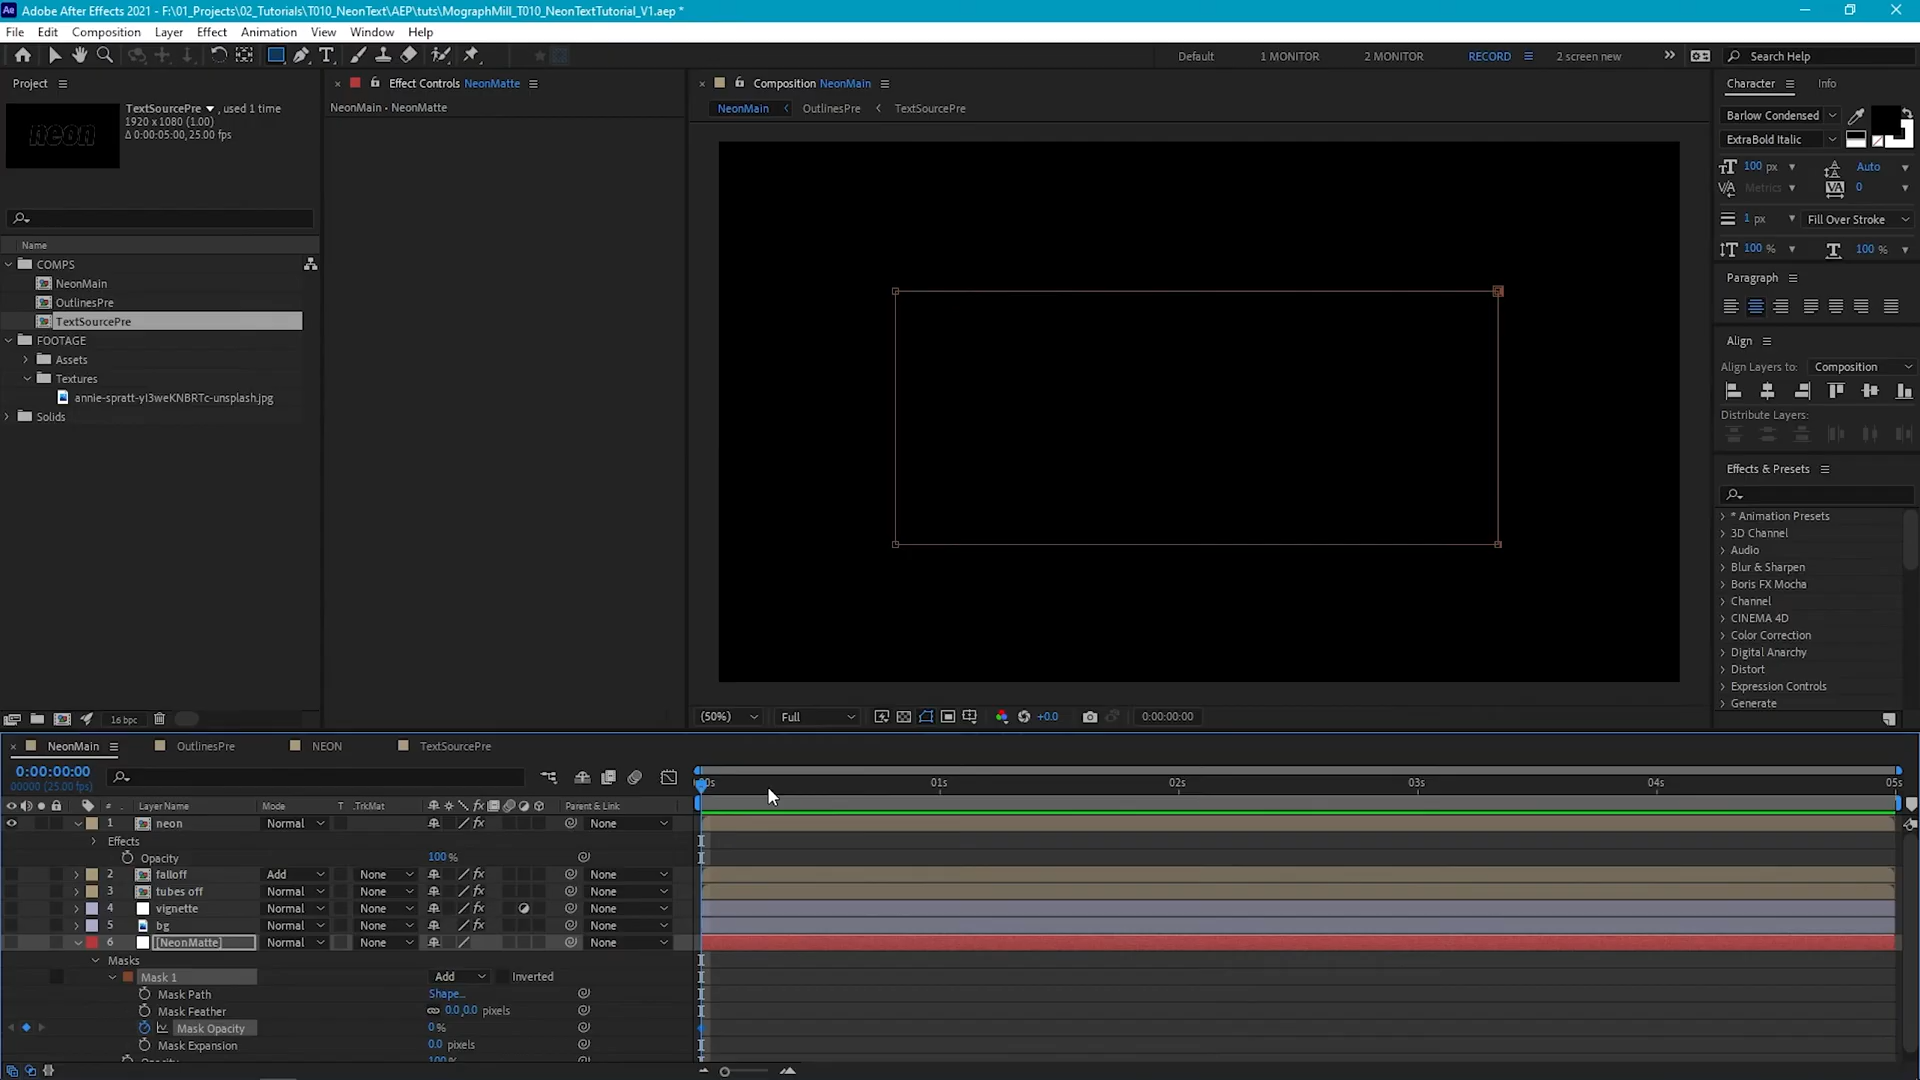 Adobe After Effects 2021 - F:\01_Projects\02_Tutorials\T010_NeonText\AEP\tuts\MographMill_T010_NeonTextTutorial_V1.aep *
File Edit Composition Layer Effect Animation View Window Help
Default 1 MONITOR 2 MONITOR RECORD 2 screen new Search Help
Project Effect Controls NeonMatte Composition NeonMain Character Info
TextSourcePre , used 1 time NeonMain • NeonMatte NeonMain OutlinesPre TextSourcePre Barlow Condensed
1920 x 1080 (1.00)
Δ 0:00:05:00, 25.00 fps
neon
ExtraBold Italic
100 px Auto
Metrics 0
1 px Fill Over Stroke
100 % 100 %
Paragraph
Align
Align Layers to: Composition
Distribute Layers:
Effects & Presets
* Animation Presets
3D Channel
Audio
Blur & Sharpen
Boris FX Mocha
Channel
CINEMA 4D
Color Correction
Digital Anarchy
Distort
Expression Controls
Generate
Name
COMPS
NeonMain
OutlinesPre
TextSourcePre
FOOTAGE
Assets
Textures
annie-spratt-yI3weKNBRTc-unsplash.jpg
Solids
16 bpc (50%) Full +0.0 0:00:00:00
NeonMain OutlinesPre NEON TextSourcePre
0:00:00:00
00000 (25.00 fps)
00s 01s 02s 03s 04s 05s
# . Layer Name Mode T .TrkMat Parent & Link
1 neon Normal None
Effects
Opacity 100 %
2 falloff Add None None
3 tubes off Normal None None
4 vignette Normal None None
5 bg Normal None None
6 [NeonMatte] Normal None None
Masks
Mask 1 Add Inverted
Mask Path Shape...
Mask Feather 0.0,0.0 pixels
Mask Opacity 0 %
Mask Expansion 0.0 pixels
Opacity 100 %